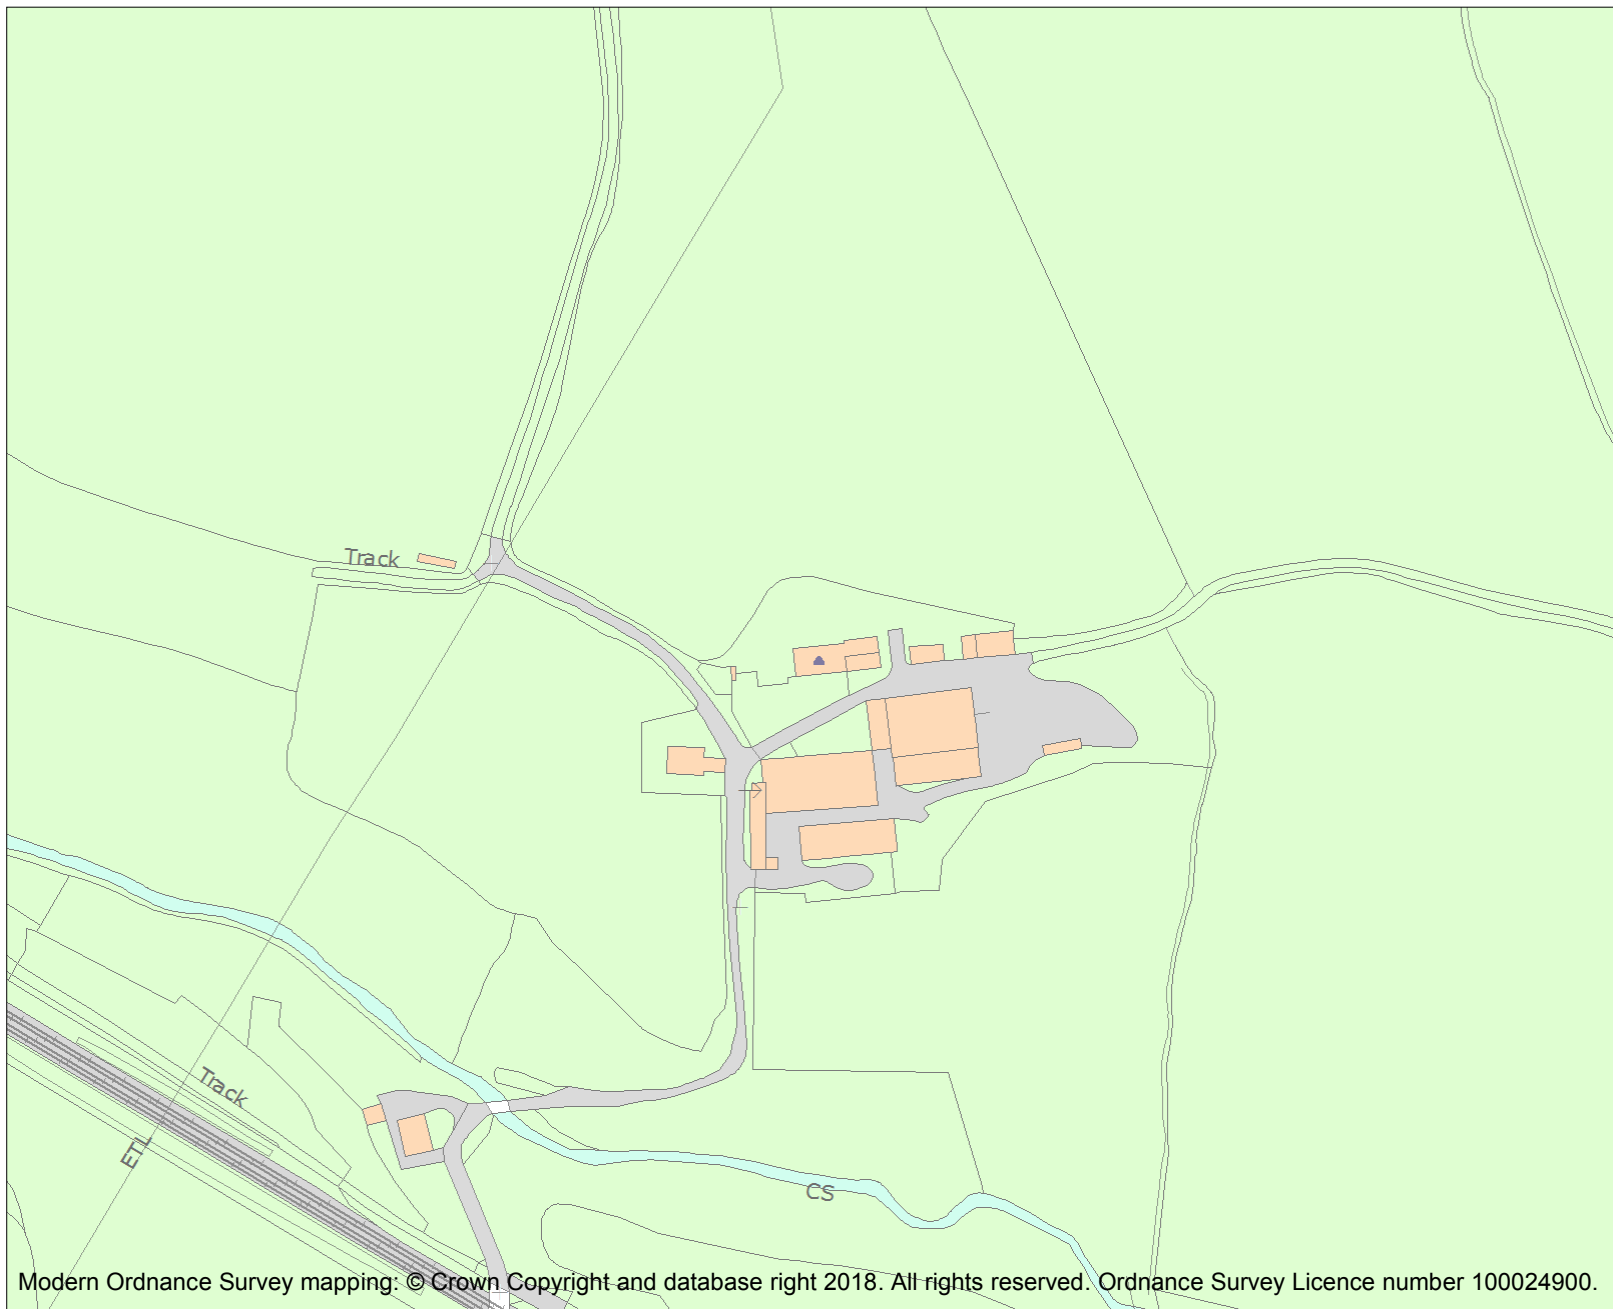 Track
Track
ETL
CS
Modern Ordnance Survey mapping: © Crown Copyright and database right 2018. All rights reserved. Ordnance Survey Licence number 100024900.